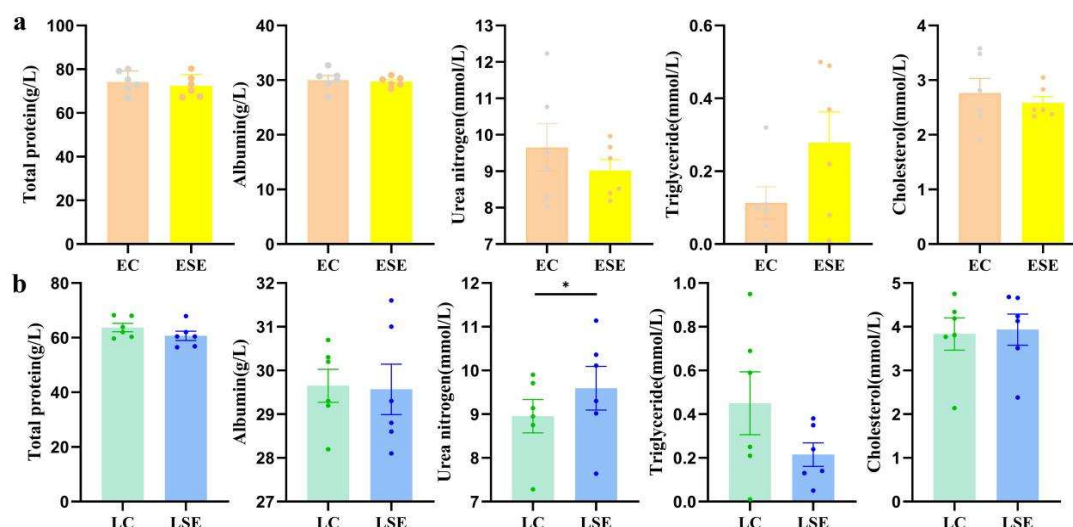 a
Total protein(g/L)
100
80
60
40
20
0
EC ESE
Albumin(g/L)
40
30
20
10
0
EC ESE
Urea nitrogen(mmol/L)
13
12
11
10
9
8
7
EC ESE
Triglyceride(mmol/L)
0.6
0.4
0.2
0.0
EC ESE
Cholesterol(mmol/L)
4
3
2
1
0
EC ESE
b
Total protein(g/L)
80
60
40
20
0
LC LSE
Albumin(g/L)
32
31
30
29
28
27
LC LSE
Urea nitrogen(mmol/L)
12
11
10
9
8
7
*
LC LSE
Triglyceride(mmol/L)
1.0
0.8
0.6
0.4
0.2
0.0
LC LSE
Cholesterol(mmol/L)
5
4
3
2
1
0
LC LSE